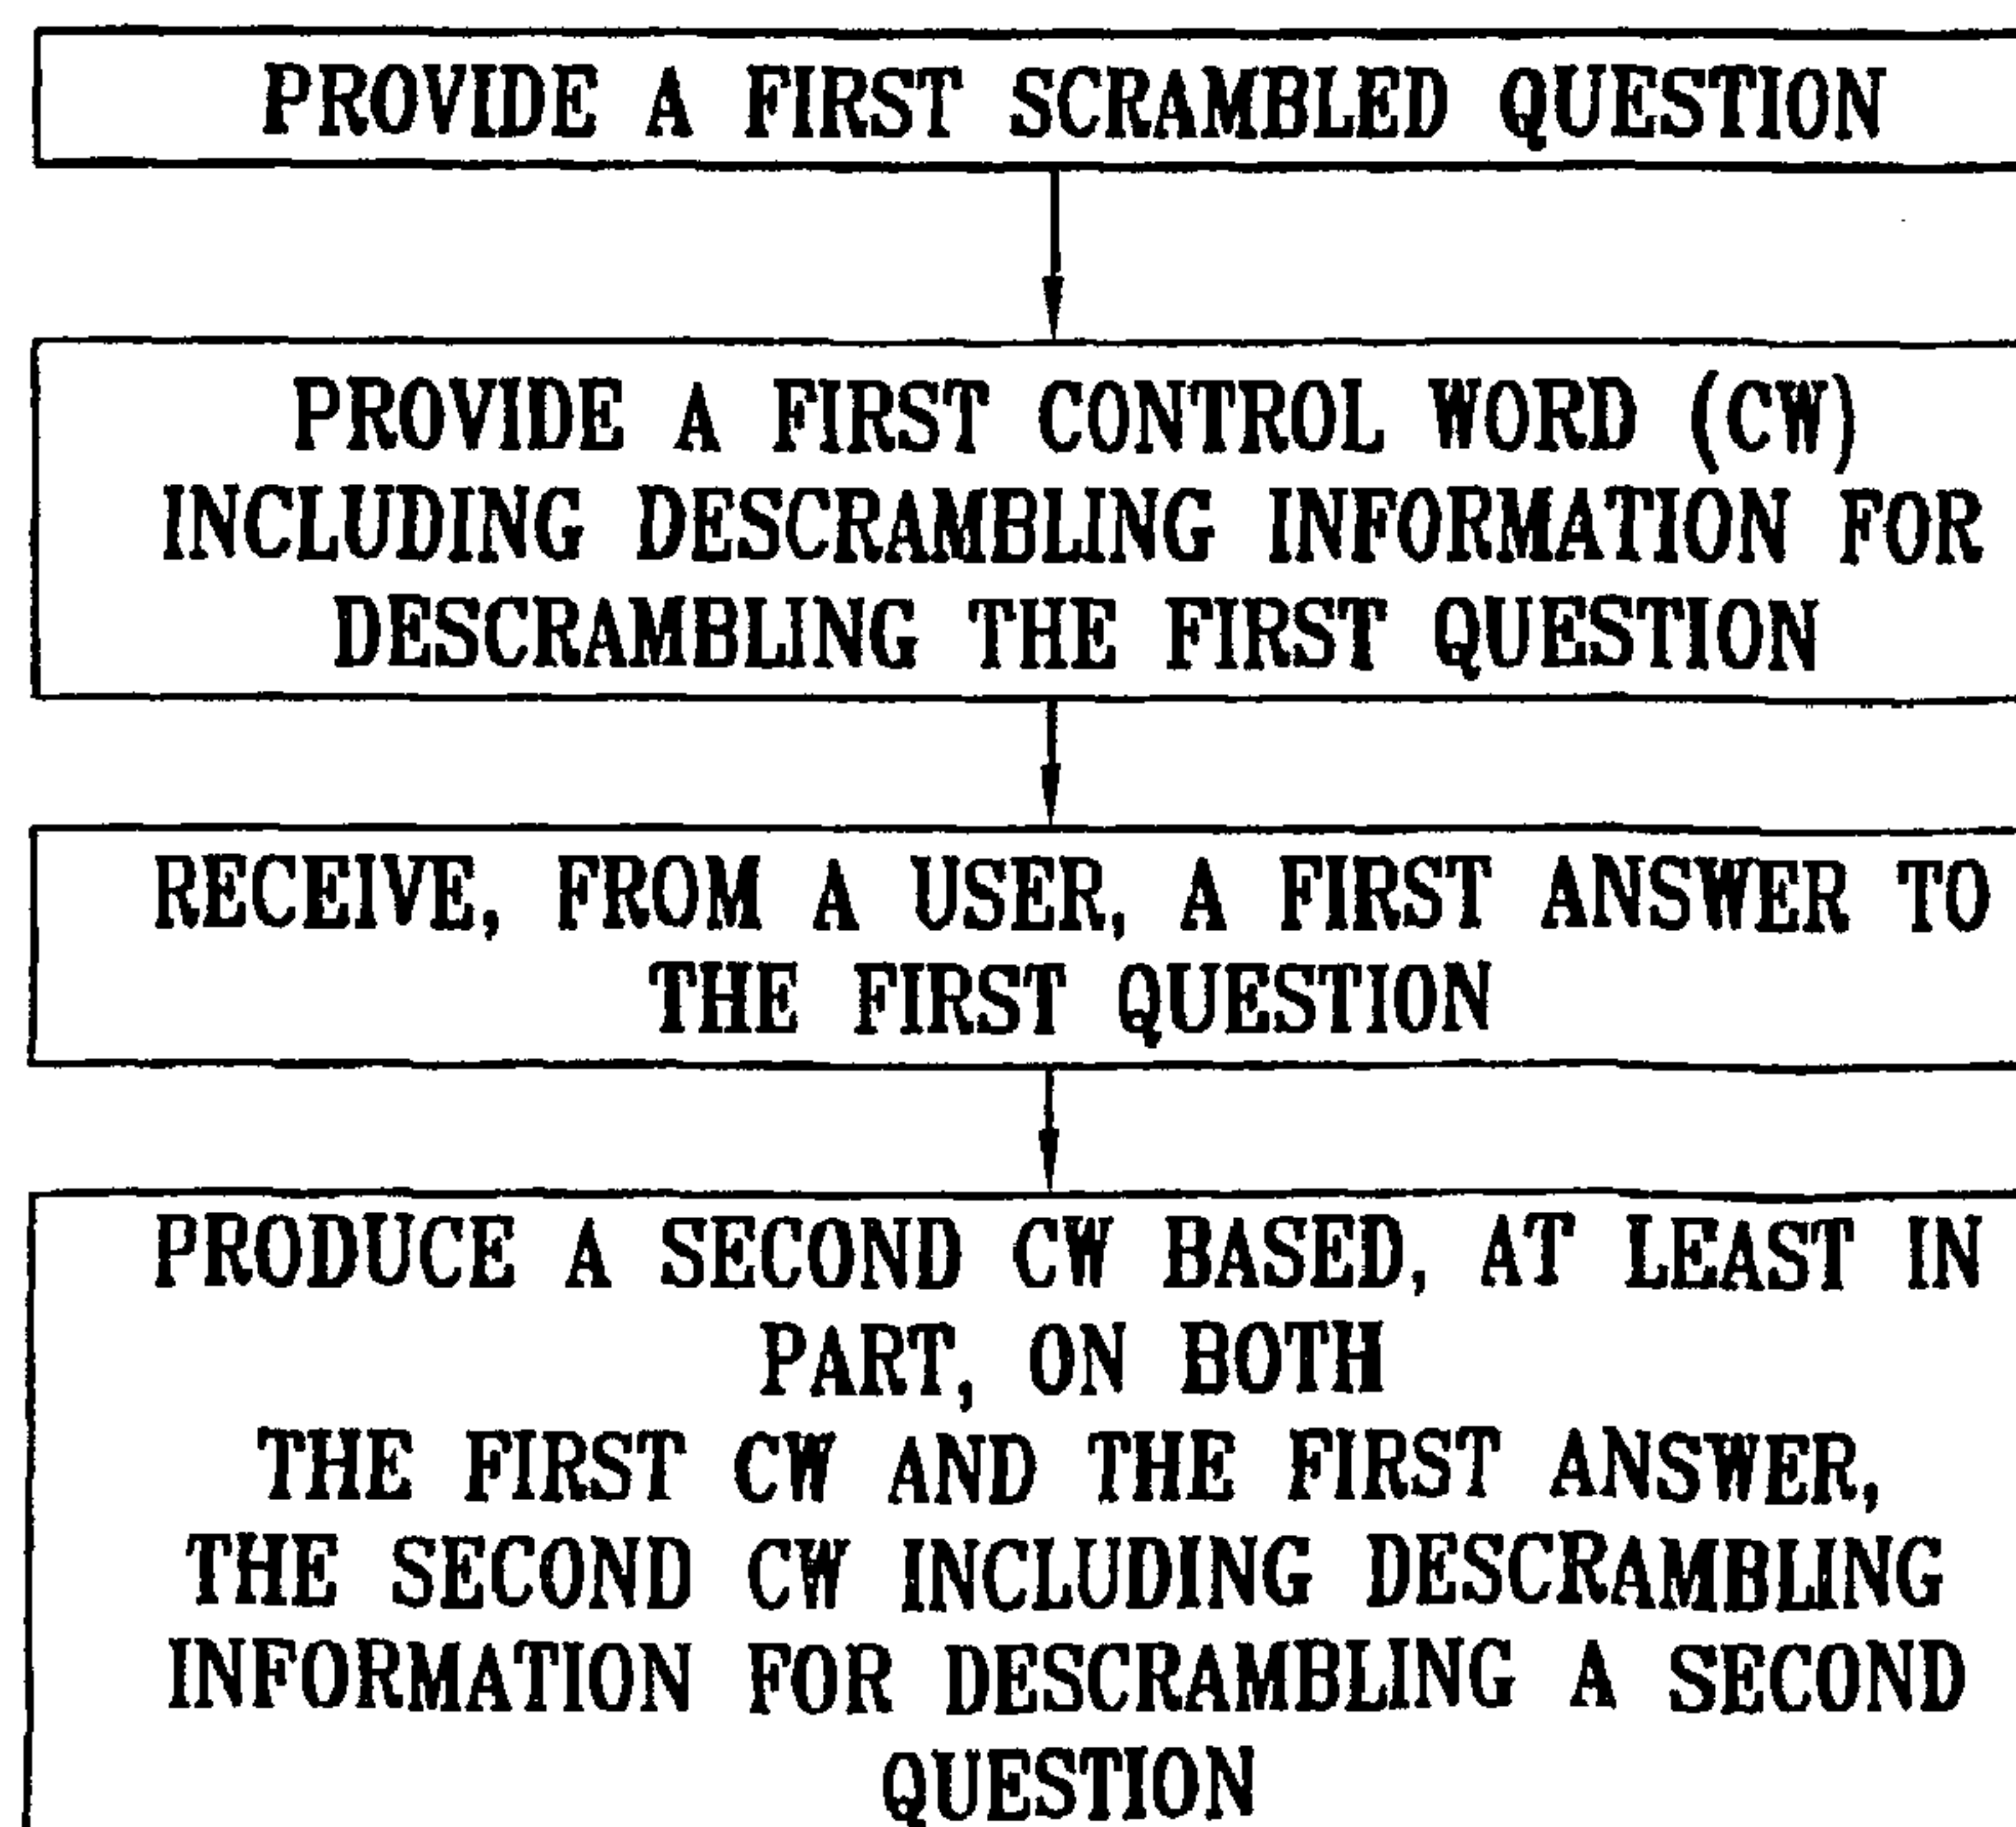 PROVIDE A FIRST SCRAMBLED QUESTION
PROVIDE A FIRST CONTROL WORD (CW)
INCLUDING DESCRAMBLING INFORMATION FOR
DESCRAMBLING THE FIRST QUESTION
RECEIVE, FROM A USER, A FIRST ANSWER TO
THE FIRST QUESTION
PRODUCE A SECOND CW BASED, AT LEAST IN
PART, ON BOTH
THE FIRST CW AND THE FIRST ANSWER,
THE SECOND CW INCLUDING DESCRAMBLING
INFORMATION FOR DESCRAMBLING A SECOND
QUESTION